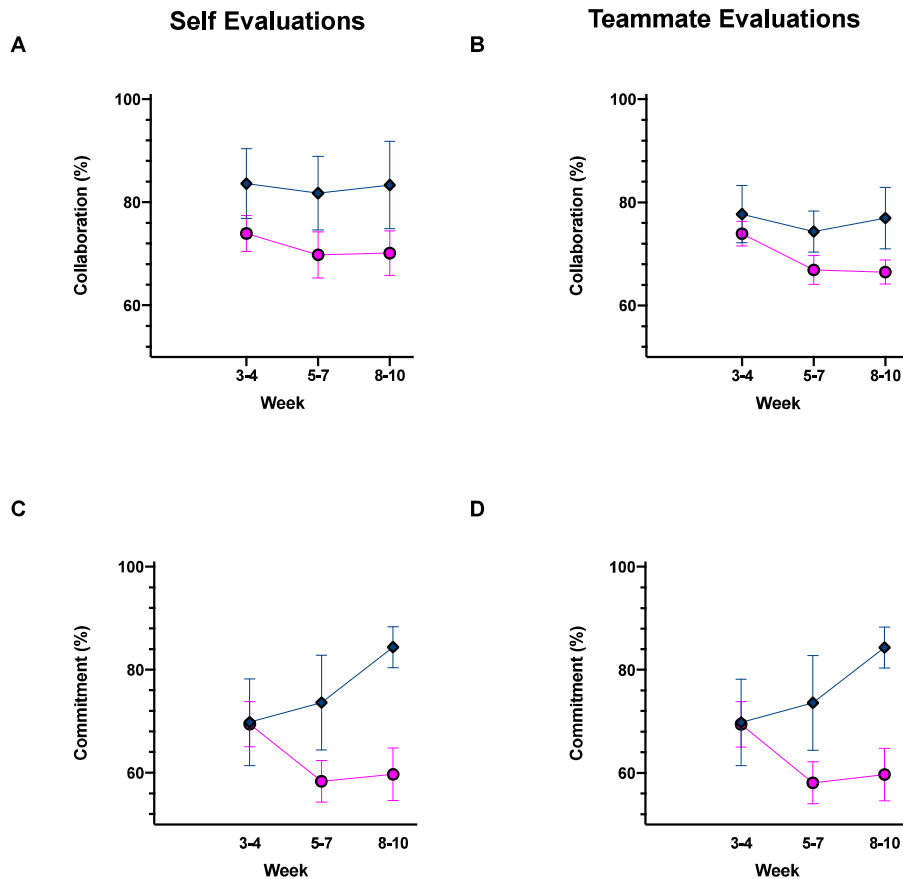 Self Evaluations
Teammate Evaluations
A
B
Collaboration (%)
100
80
60
3-4
5-7
8-10
Week
Collaboration (%)
100
80
60
3-4
5-7
8-10
Week
C
D
Commitment (%)
100
80
60
3-4
5-7
8-10
Week
Commitment (%)
100
80
60
3-4
5-7
8-10
Week